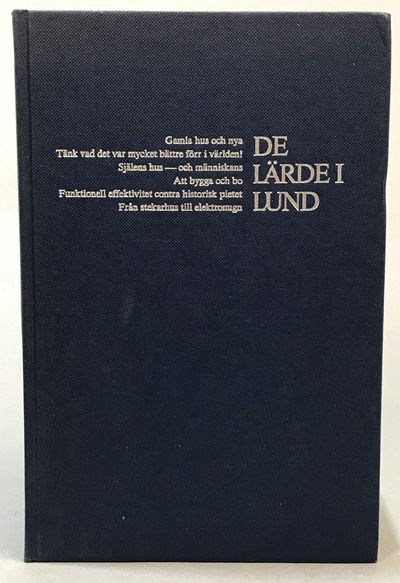 Gamla hus och nya
Tänk vad det var mycket bättre förr i världen!
Själens hus — och människans
Att bygga och bo
Funktionell effektivitet contra historisk pietet
Från stekarhus till elektrougn
DE
LÄRDE I
LUND